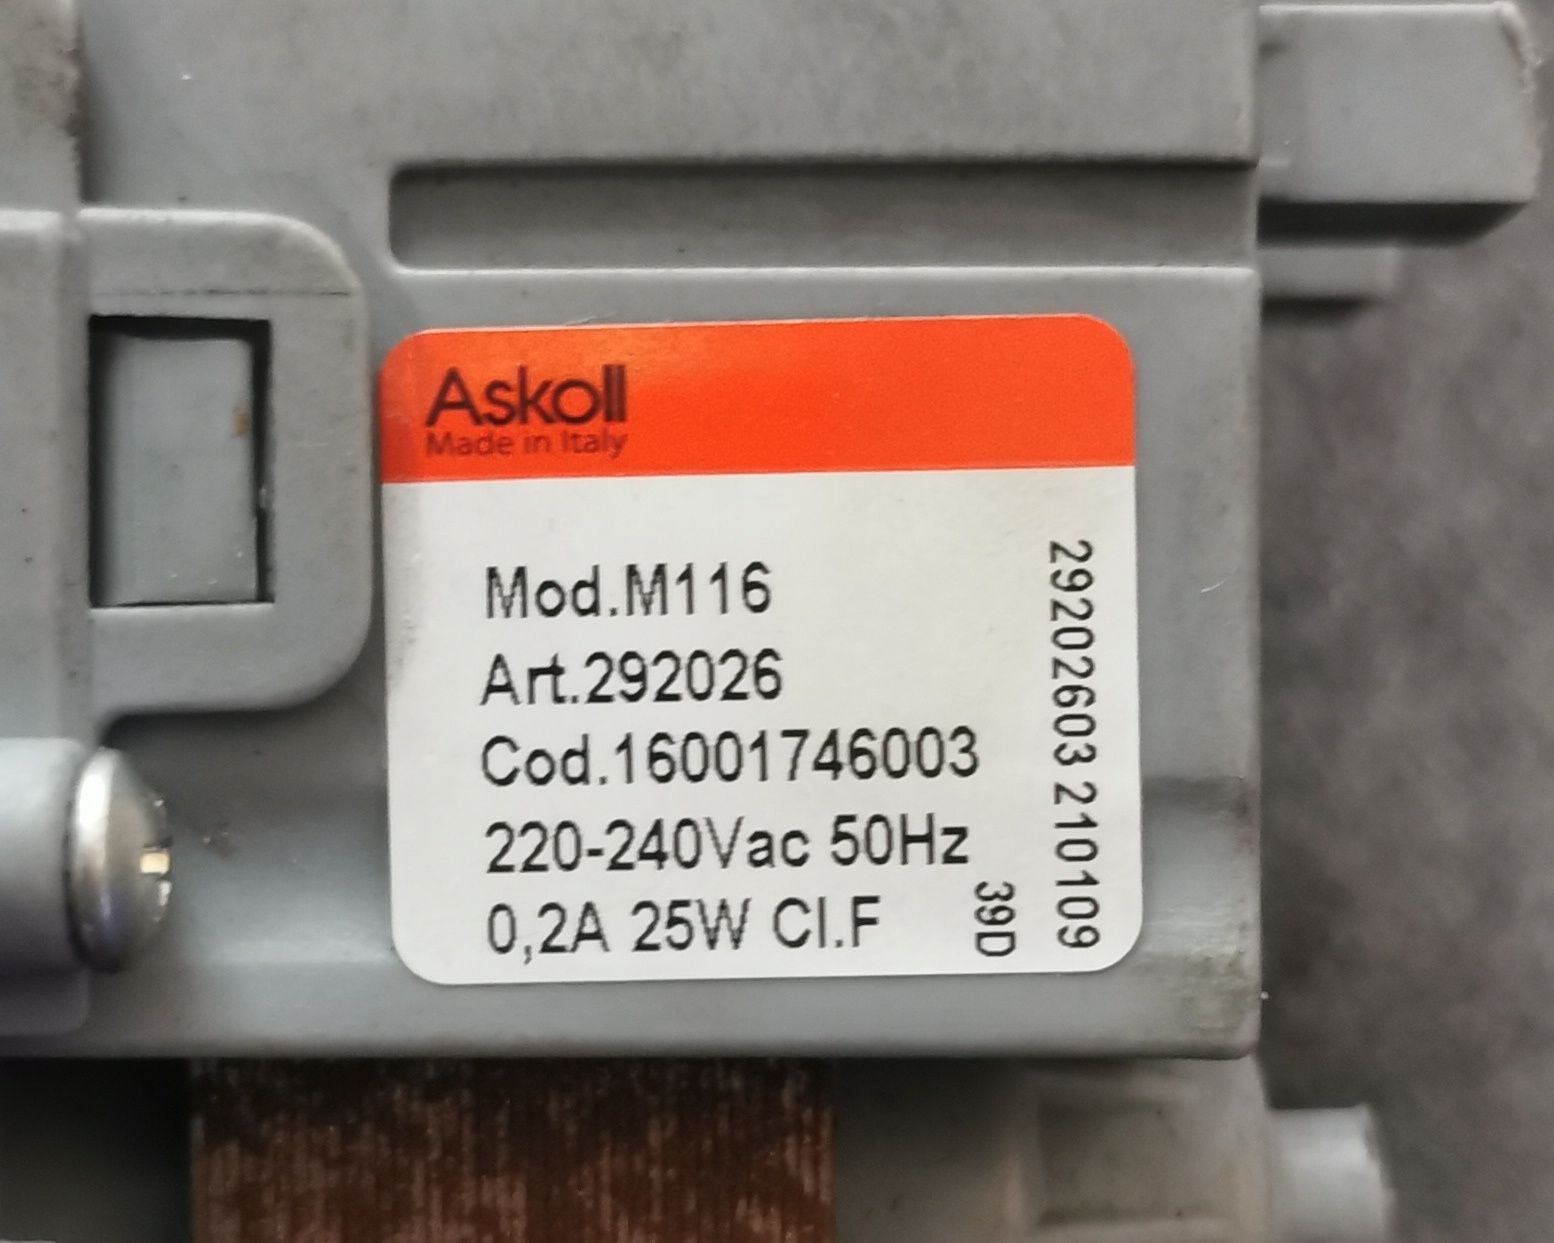 Askoll
Made in Italy
Mod.M116
Art.292026
Cod.16001746003
220-240Vac 50Hz
0,2A 25W Cl.F
39D
29202603 210109